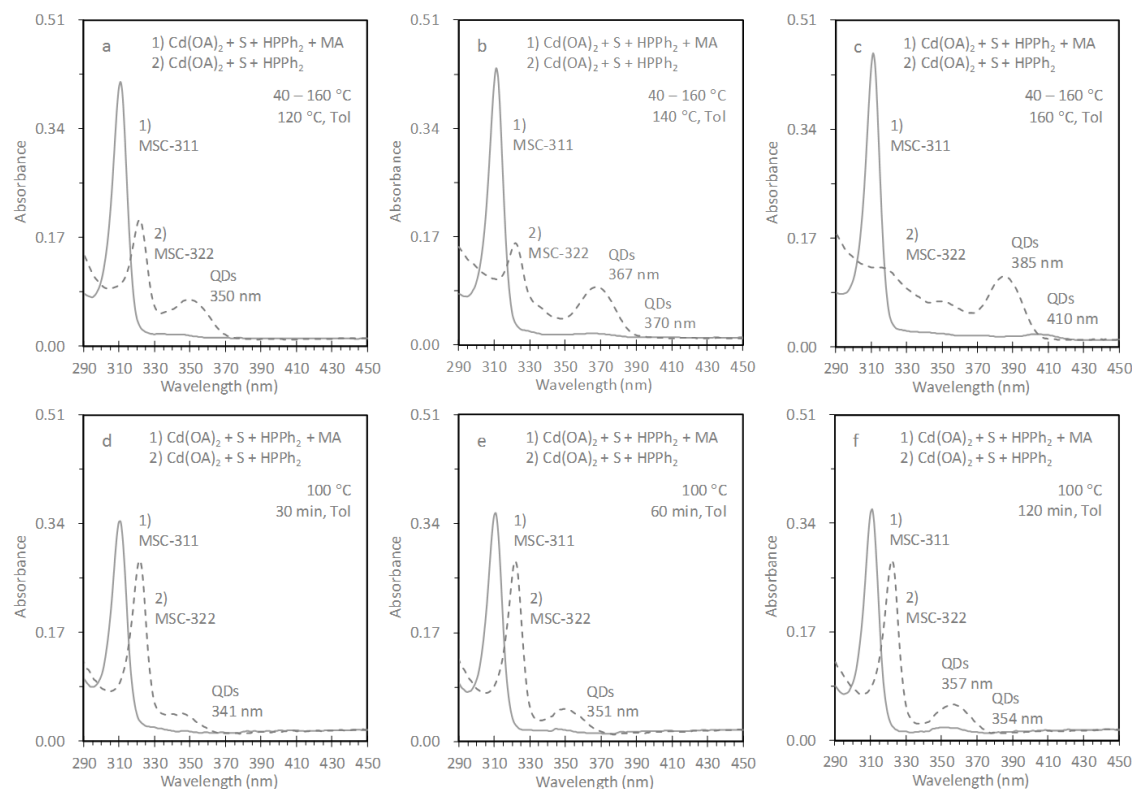 0.51
0.34
0.17
0.00
Absorbance
a
1) Cd(OA)₂ + S + HPPh₂ + MA
2) Cd(OA)₂ + S + HPPh₂
40 – 160 °C
120 °C, Tol
1)
MSC-311
2)
MSC-322
QDs
350 nm
290 310 330 350 370 390 410 430 450
Wavelength (nm)
0.51
0.34
0.17
0.00
Absorbance
b
1) Cd(OA)₂ + S + HPPh₂ + MA
2) Cd(OA)₂ + S + HPPh₂
40 – 160 °C
140 °C, Tol
1)
MSC-311
2)
MSC-322
QDs
367 nm
QDs
370 nm
290 310 330 350 370 390 410 430 450
Wavelength (nm)
0.51
0.34
0.17
0.00
Absorbance
c
1) Cd(OA)₂ + S + HPPh₂ + MA
2) Cd(OA)₂ + S + HPPh₂
40 – 160 °C
160 °C, Tol
1)
MSC-311
2)
MSC-322
QDs
385 nm
QDs
410 nm
290 310 330 350 370 390 410 430 450
Wavelength (nm)
0.51
0.34
0.17
0.00
Absorbance
d
1) Cd(OA)₂ + S + HPPh₂ + MA
2) Cd(OA)₂ + S + HPPh₂
100 °C
30 min, Tol
1)
MSC-311
2)
MSC-322
QDs
341 nm
290 310 330 350 370 390 410 430 450
Wavelength (nm)
0.51
0.34
0.17
0.00
Absorbance
e
1) Cd(OA)₂ + S + HPPh₂ + MA
2) Cd(OA)₂ + S + HPPh₂
100 °C
60 min, Tol
1)
MSC-311
2)
MSC-322
QDs
351 nm
290 310 330 350 370 390 410 430 450
Wavelength (nm)
0.51
0.34
0.17
0.00
Absorbance
f
1) Cd(OA)₂ + S + HPPh₂ + MA
2) Cd(OA)₂ + S + HPPh₂
100 °C
120 min, Tol
1)
MSC-311
2)
MSC-322
QDs
357 nm
QDs
354 nm
290 310 330 350 370 390 410 430 450
Wavelength (nm)